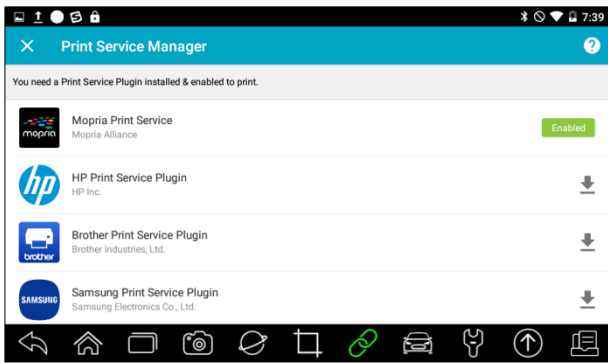 7:39
Print Service Manager
?
You need a Print Service Plugin installed & enabled to print.
mopria
Mopria Print Service
Mopria Alliance
Enabled
hp
HP Print Service Plugin
HP Inc.
brother
Brother Print Service Plugin
Brother Industries, Ltd.
SAMSUNG
Samsung Print Service Plugin
Samsung Electronics Co., Ltd.